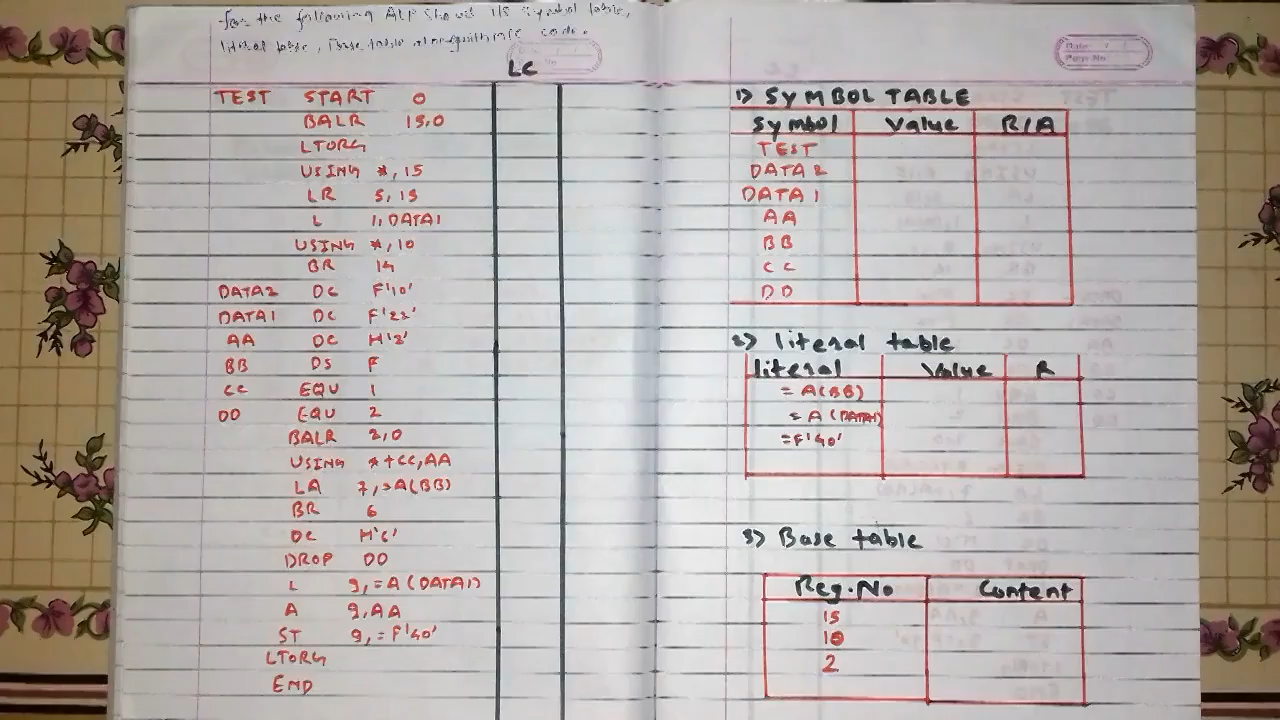 for the following ALP show its symbol table,
literal table, Base table and equivalent code.
LC
TEST START 0
BALR 15,0
LTORG
USING *, 15
LR 5, 15
L 1, DATA1
USING *, 10
BR 14
DATA2 DC F'10'
DATA1 DC F'22'
AA DC H'2'
BB DS F
CC EQU 1
DD EQU 2
BALR 2,0
USING *+CC, AA
LA 7, =A(BB)
BR 6
DC H'6'
DROP DD
L 9, =A(DATA1)
A 9, AA
ST 9, =F'40'
LTORG
END
Date / /
Page No
1) SYMBOL TABLE
Symbol Value R/A
TEST
DATA2
DATA1
AA
BB
CC
DD
2) literal table
literal Value R
=A(BB)
=A(DATA1)
=F'40'
3) Base table
Reg.No Content
15
10
2